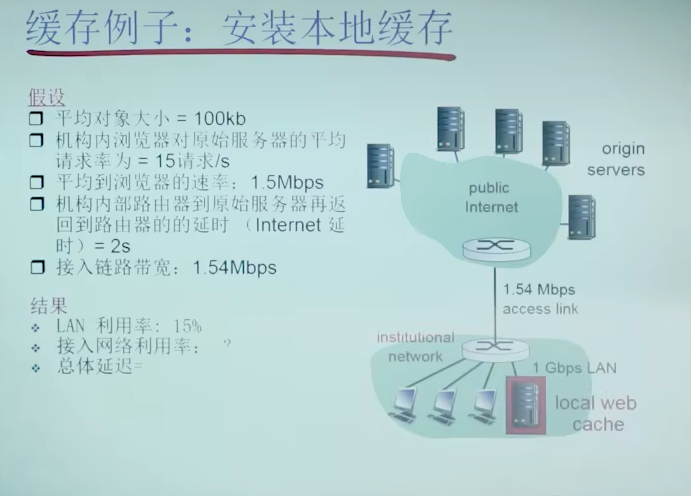 缓存例子：安装本地缓存
假设
平均对象大小 = 100kb
机构内浏览器对原始服务器的平均
请求率为 = 15请求/s
平均到浏览器的速率：1.5Mbps
机构内部路由器到原始服务器再返
回到路由器的的延时 （Internet 延
时）= 2s
接入链路带宽：1.54Mbps
结果
LAN 利用率: 15%
接入网络利用率： ?
总体延迟=
origin
servers
public
Internet
1.54 Mbps
access link
institutional
network
1 Gbps LAN
local web
cache